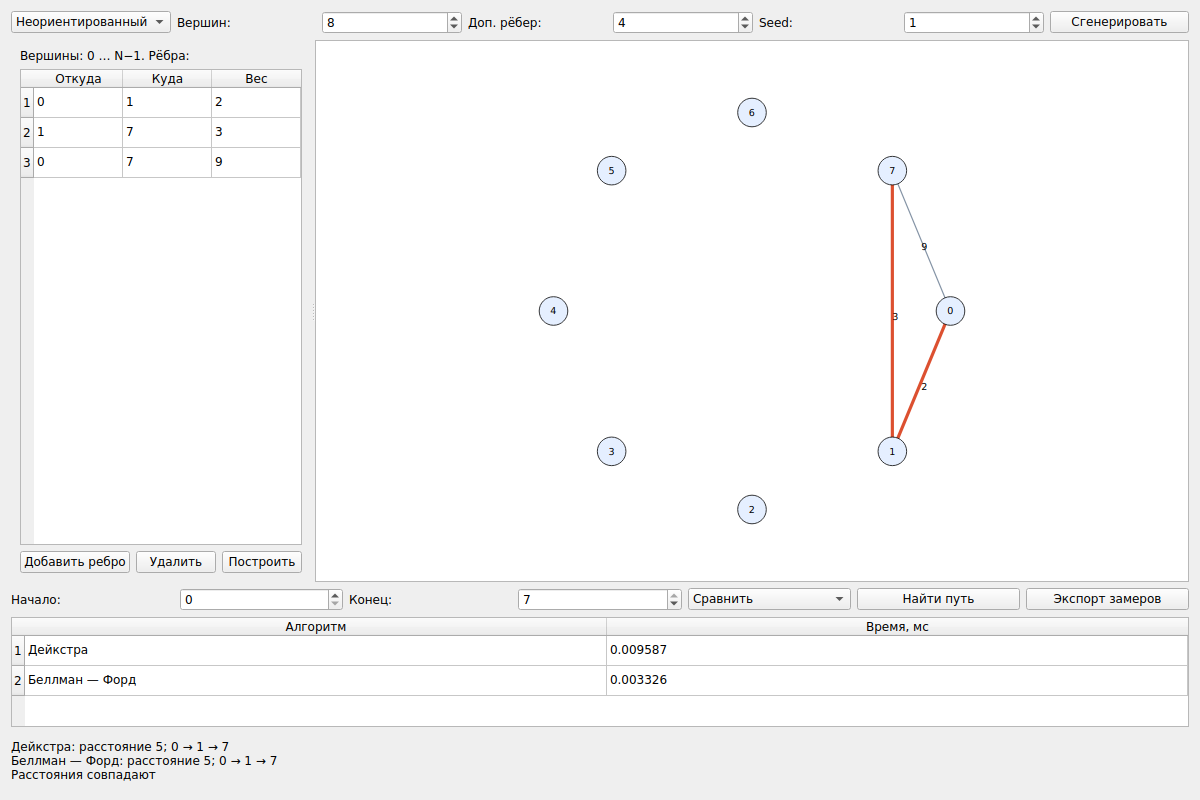 Неориентированный Вершин: 8 Доп. рёбер: 4 Seed: 1 Сгенерировать
Вершины: 0 ... N−1. Рёбра:
Откуда Куда Вес
1 0 1 2
2 1 7 3
3 0 7 9
6
5
7
9
4
0
3
2
3
1
2
Добавить ребро Удалить Построить
Начало: 0 Конец: 7 Сравнить Найти путь Экспорт замеров
Алгоритм Время, мс
1 Дейкстра 0.009587
2 Беллман — Форд 0.003326
Дейкстра: расстояние 5; 0 → 1 → 7
Беллман — Форд: расстояние 5; 0 → 1 → 7
Расстояния совпадают